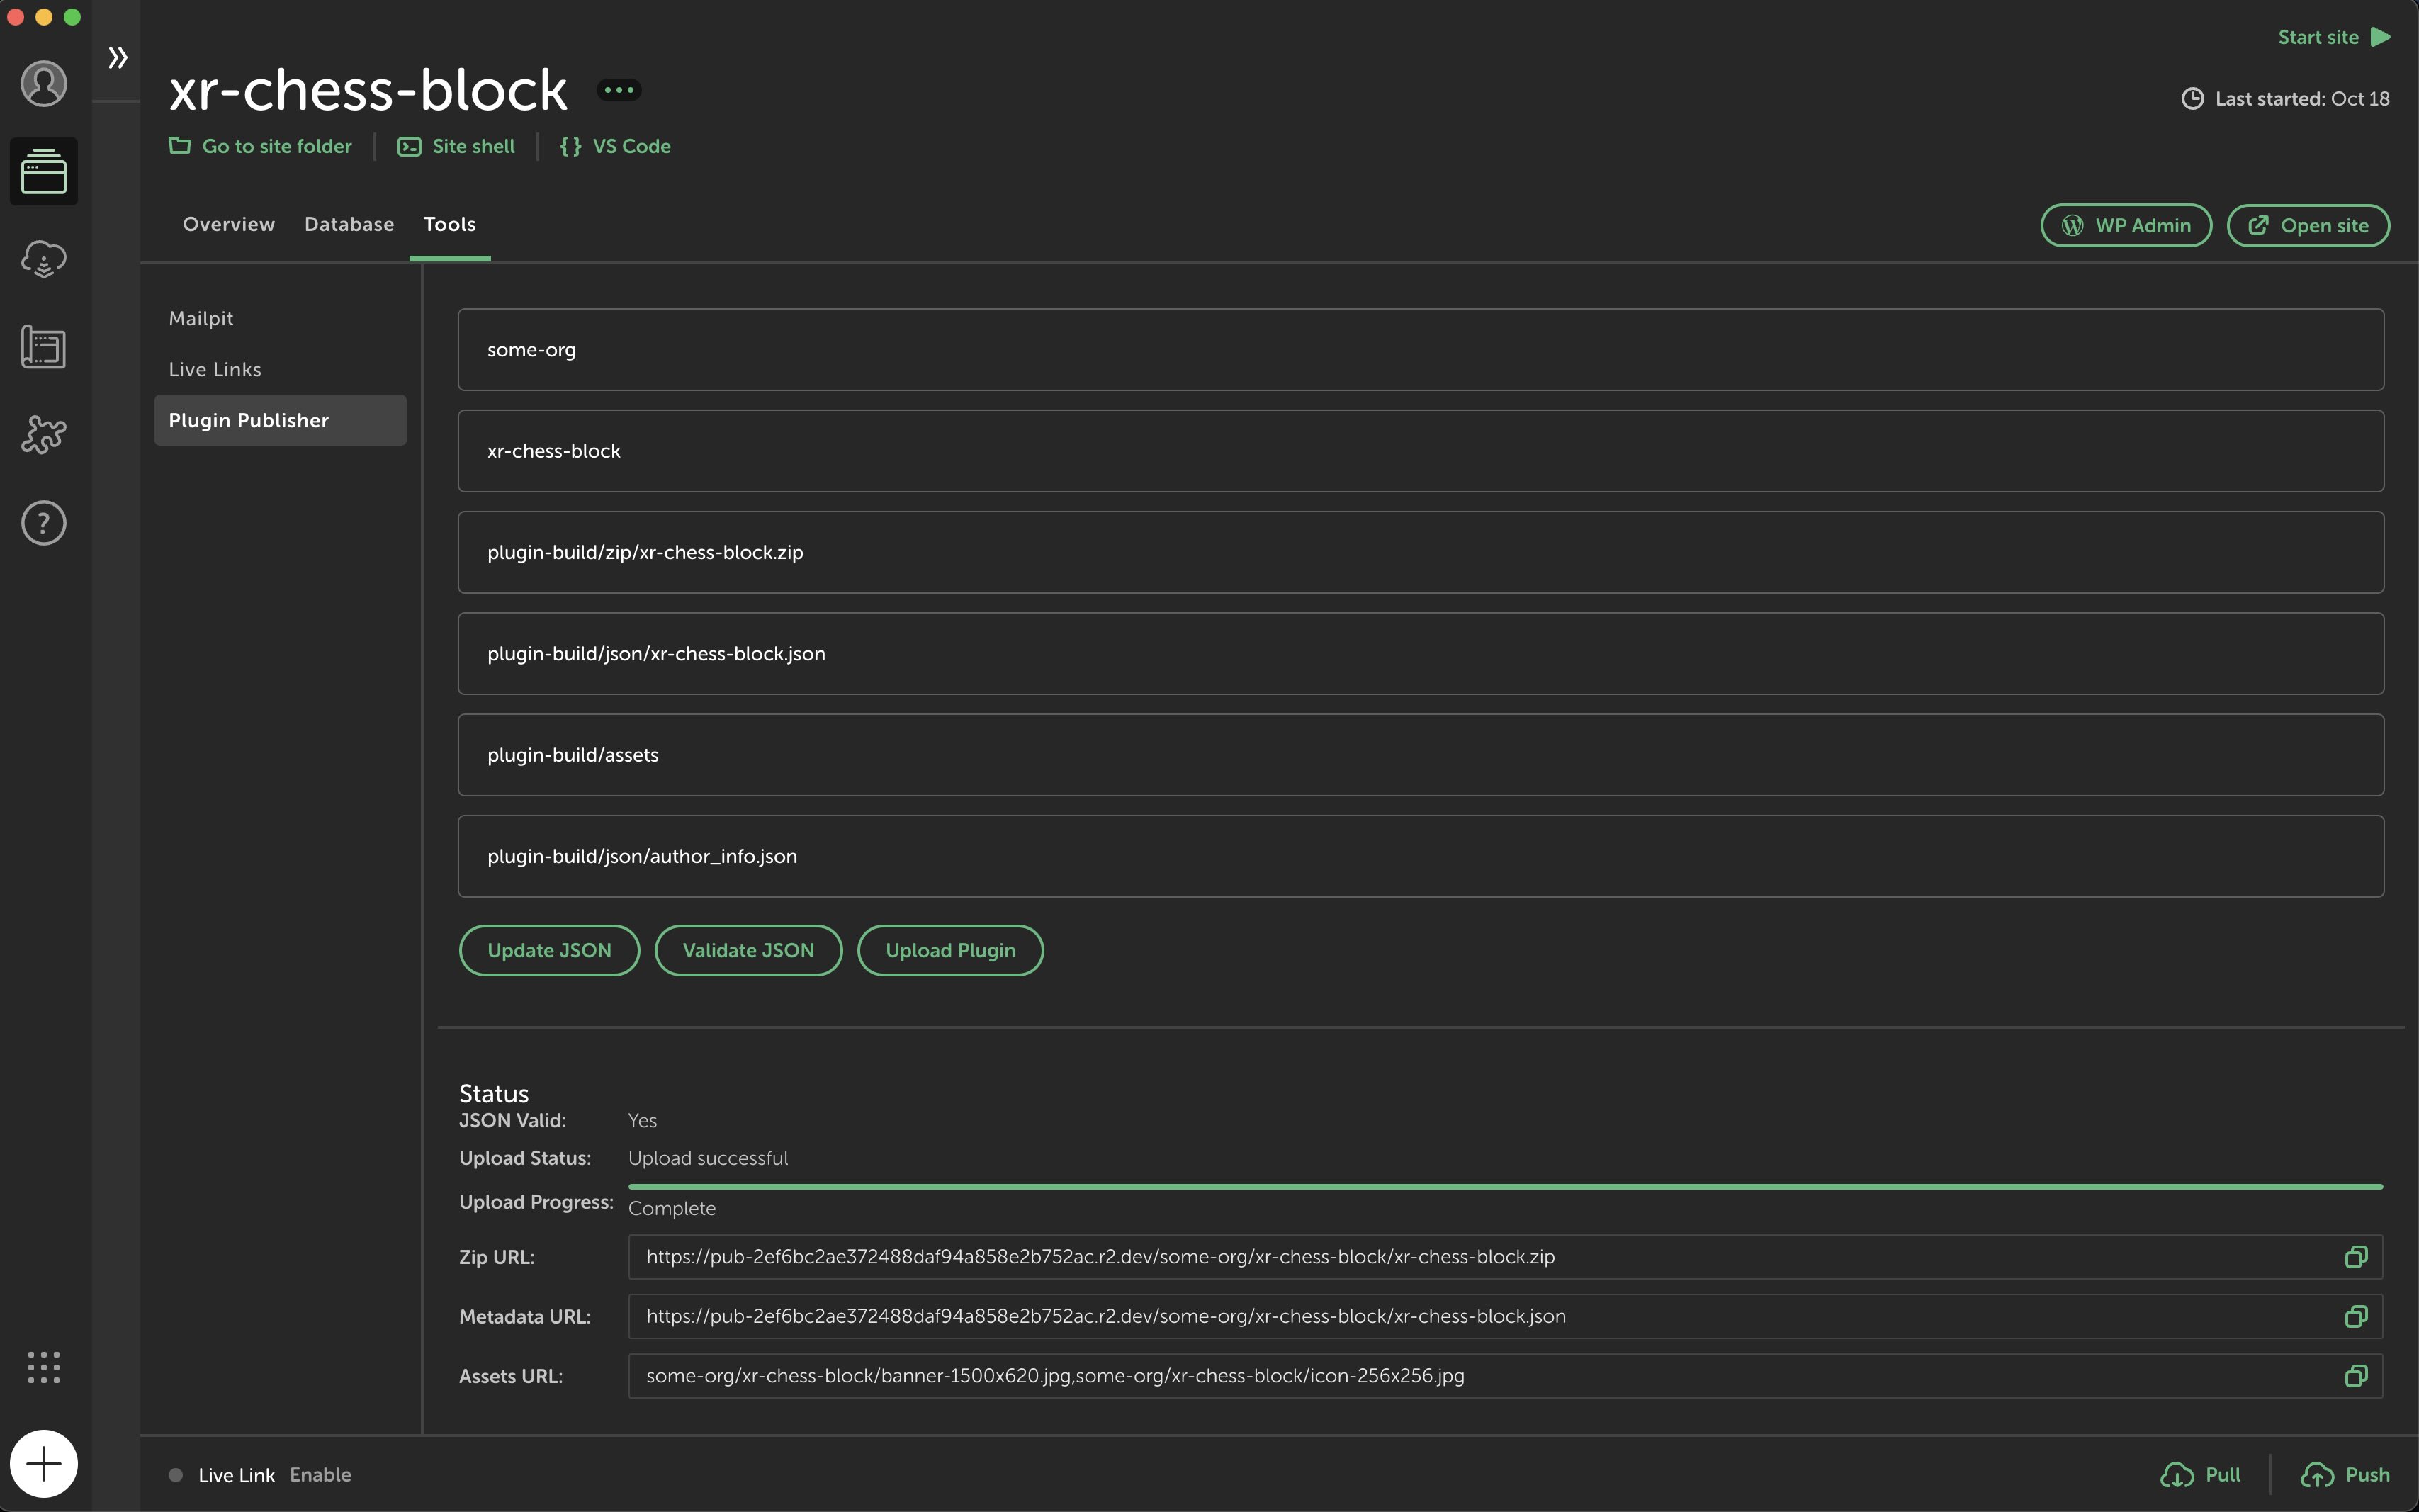 Start site
xr-chess-block
Last started: Oct 18
Go to site folder
Site shell
VS Code
Overview
Database
Tools
WP Admin
Open site
Mailpit
Live Links
Plugin Publisher
some-org
xr-chess-block
plugin-build/zip/xr-chess-block.zip
plugin-build/json/xr-chess-block.json
plugin-build/assets
plugin-build/json/author_info.json
Update JSON
Validate JSON
Upload Plugin
Status
JSON Valid: Yes
Upload Status: Upload successful
Upload Progress: Complete
Zip URL: https://pub-2ef6bc2ae372488daf94a858e2b752ac.r2.dev/some-org/xr-chess-block/xr-chess-block.zip
Metadata URL: https://pub-2ef6bc2ae372488daf94a858e2b752ac.r2.dev/some-org/xr-chess-block/xr-chess-block.json
Assets URL: some-org/xr-chess-block/banner-1500x620.jpg,some-org/xr-chess-block/icon-256x256.jpg
Live Link Enable
Pull
Push